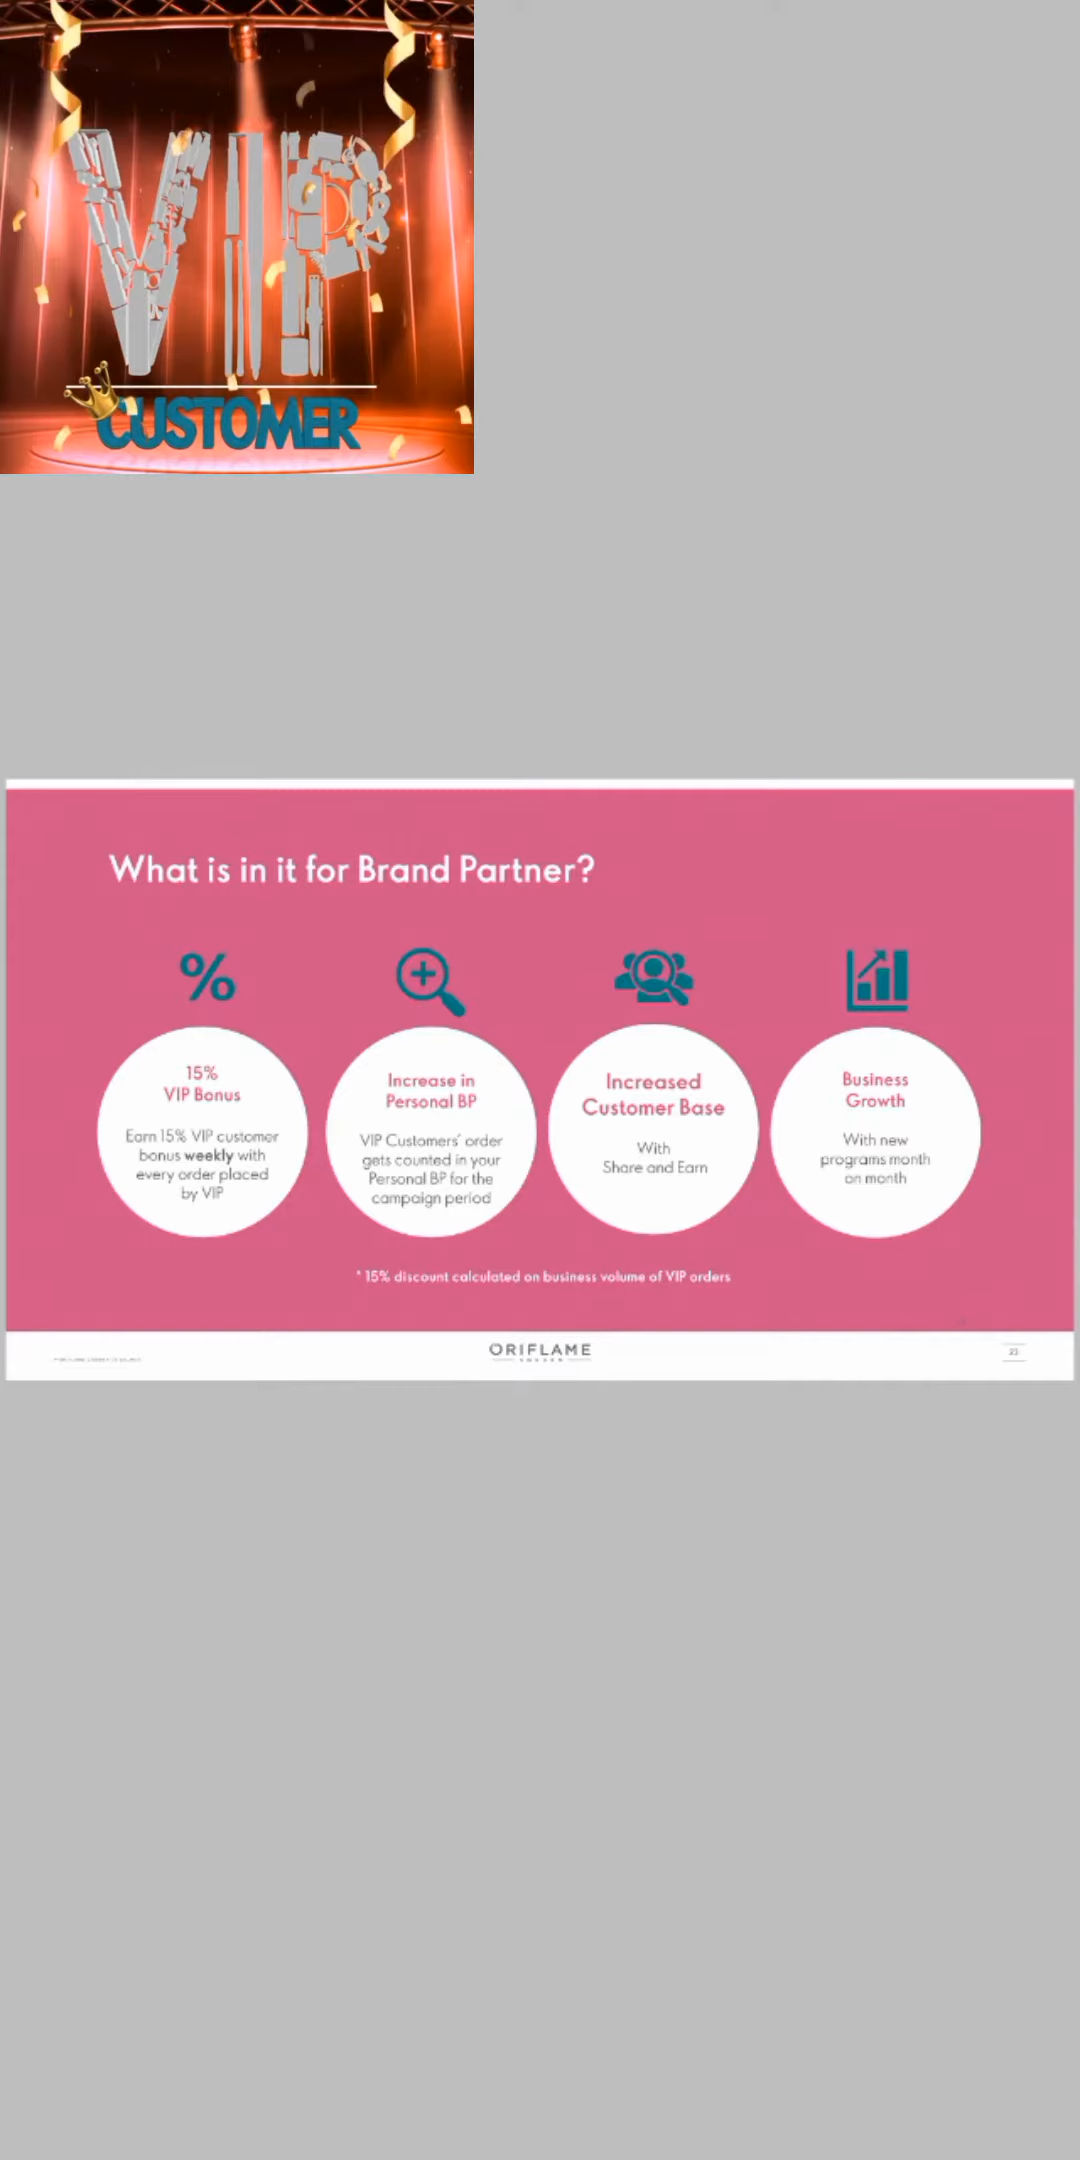 VIP
CUSTOMER
What is in it for Brand Partner?
%
15%
VIP Bonus
Earn 15% VIP customer
bonus weekly with
every order placed
by VIP
Increase in
Personal BP
VIP Customers' order
gets counted in your
Personal BP for the
campaign period
Increased
Customer Base
With
Share and Earn
Business
Growth
With new
programs month
on month
* 15% discount calculated on business volume of VIP orders
ORIFLAME
SWEDEN
23